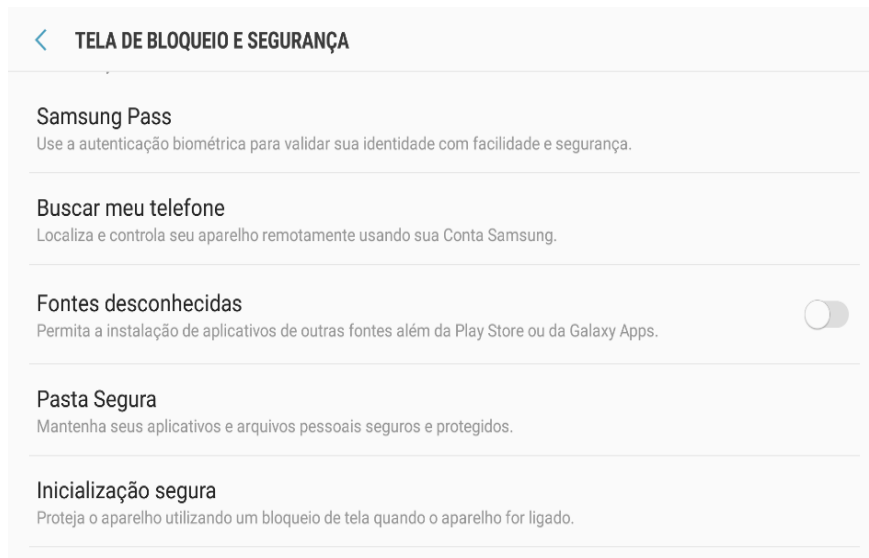 TELA DE BLOQUEIO E SEGURANÇA
Samsung Pass
Use a autenticação biométrica para validar sua identidade com facilidade e segurança.
Buscar meu telefone
Localiza e controla seu aparelho remotamente usando sua Conta Samsung.
Fontes desconhecidas
Permita a instalação de aplicativos de outras fontes além da Play Store ou da Galaxy Apps.
Pasta Segura
Mantenha seus aplicativos e arquivos pessoais seguros e protegidos.
Inicialização segura
Proteja o aparelho utilizando um bloqueio de tela quando o aparelho for ligado.